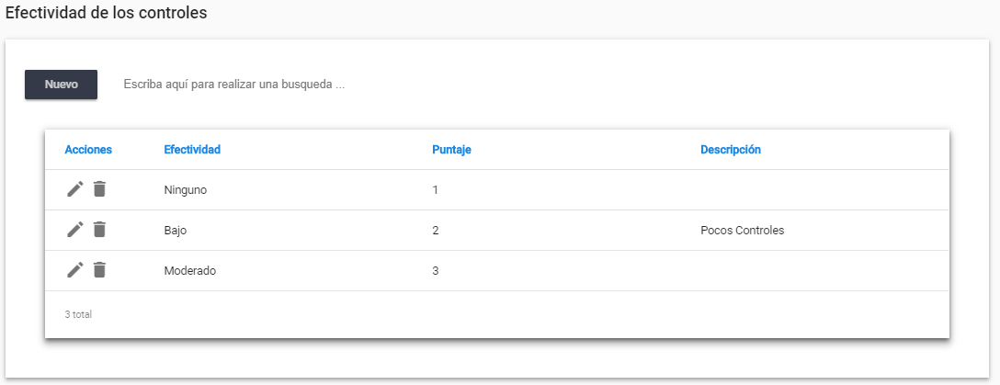 Efectividad de los controles
Nuevo Escriba aquí para realizar una busqueda ...
Acciones Efectividad Puntaje Descripción
Ninguno 1
Bajo 2 Pocos Controles
Moderado 3
3 total